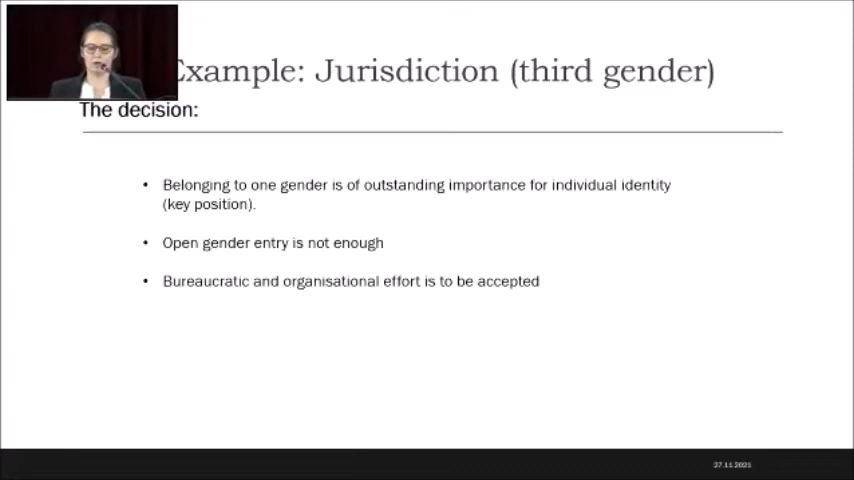 Example: Jurisdiction (third gender)
The decision:
• Belonging to one gender is of outstanding importance for individual identity
(key position).
• Open gender entry is not enough
• Bureaucratic and organisational effort is to be accepted
27.11.2021